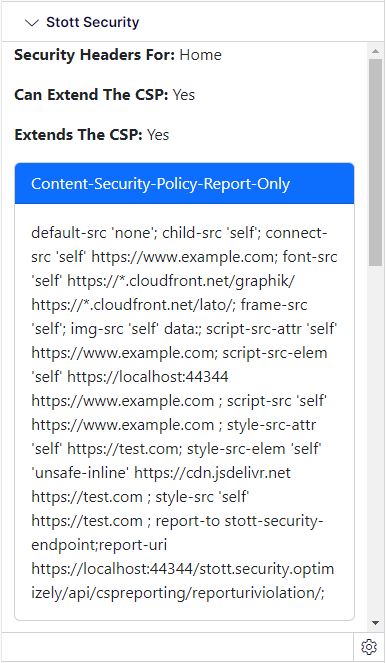 Stott Security
Security Headers For: Home
Can Extend The CSP: Yes
Extends The CSP: Yes
Content-Security-Policy-Report-Only
default-src 'none'; child-src 'self'; connect-
src 'self' https://www.example.com; font-src
'self' https://*.cloudfront.net/graphik/
https://*.cloudfront.net/lato/; frame-src
'self'; img-src 'self' data:; script-src-attr 'self'
https://www.example.com; script-src-elem
'self' https://localhost:44344
https://www.example.com ; script-src 'self'
https://www.example.com ; style-src-attr
'self' https://test.com; style-src-elem 'self'
'unsafe-inline' https://cdn.jsdelivr.net
https://test.com ; style-src 'self'
https://test.com ; report-to stott-security-
endpoint;report-uri
https://localhost:44344/stott.security.optim
izely/api/cspreporting/reporturiviolation/;